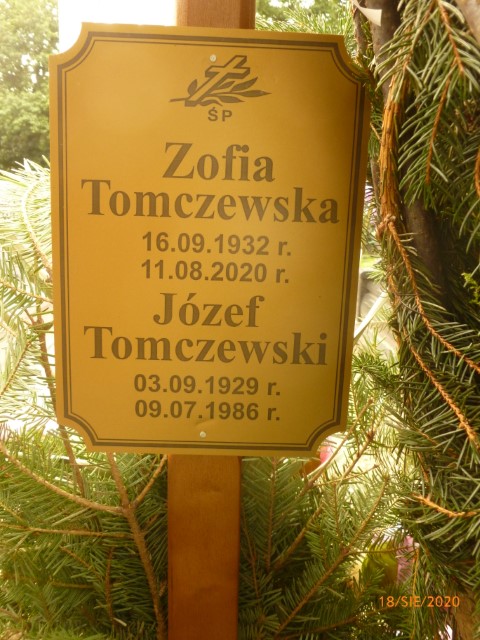 ŚP
Zofia
Tomczewska
16.09.1932 r.
11.08.2020 r.
Józef
Tomczewski
03.09.1929 r.
09.07.1986 r.
18/SIE/2020